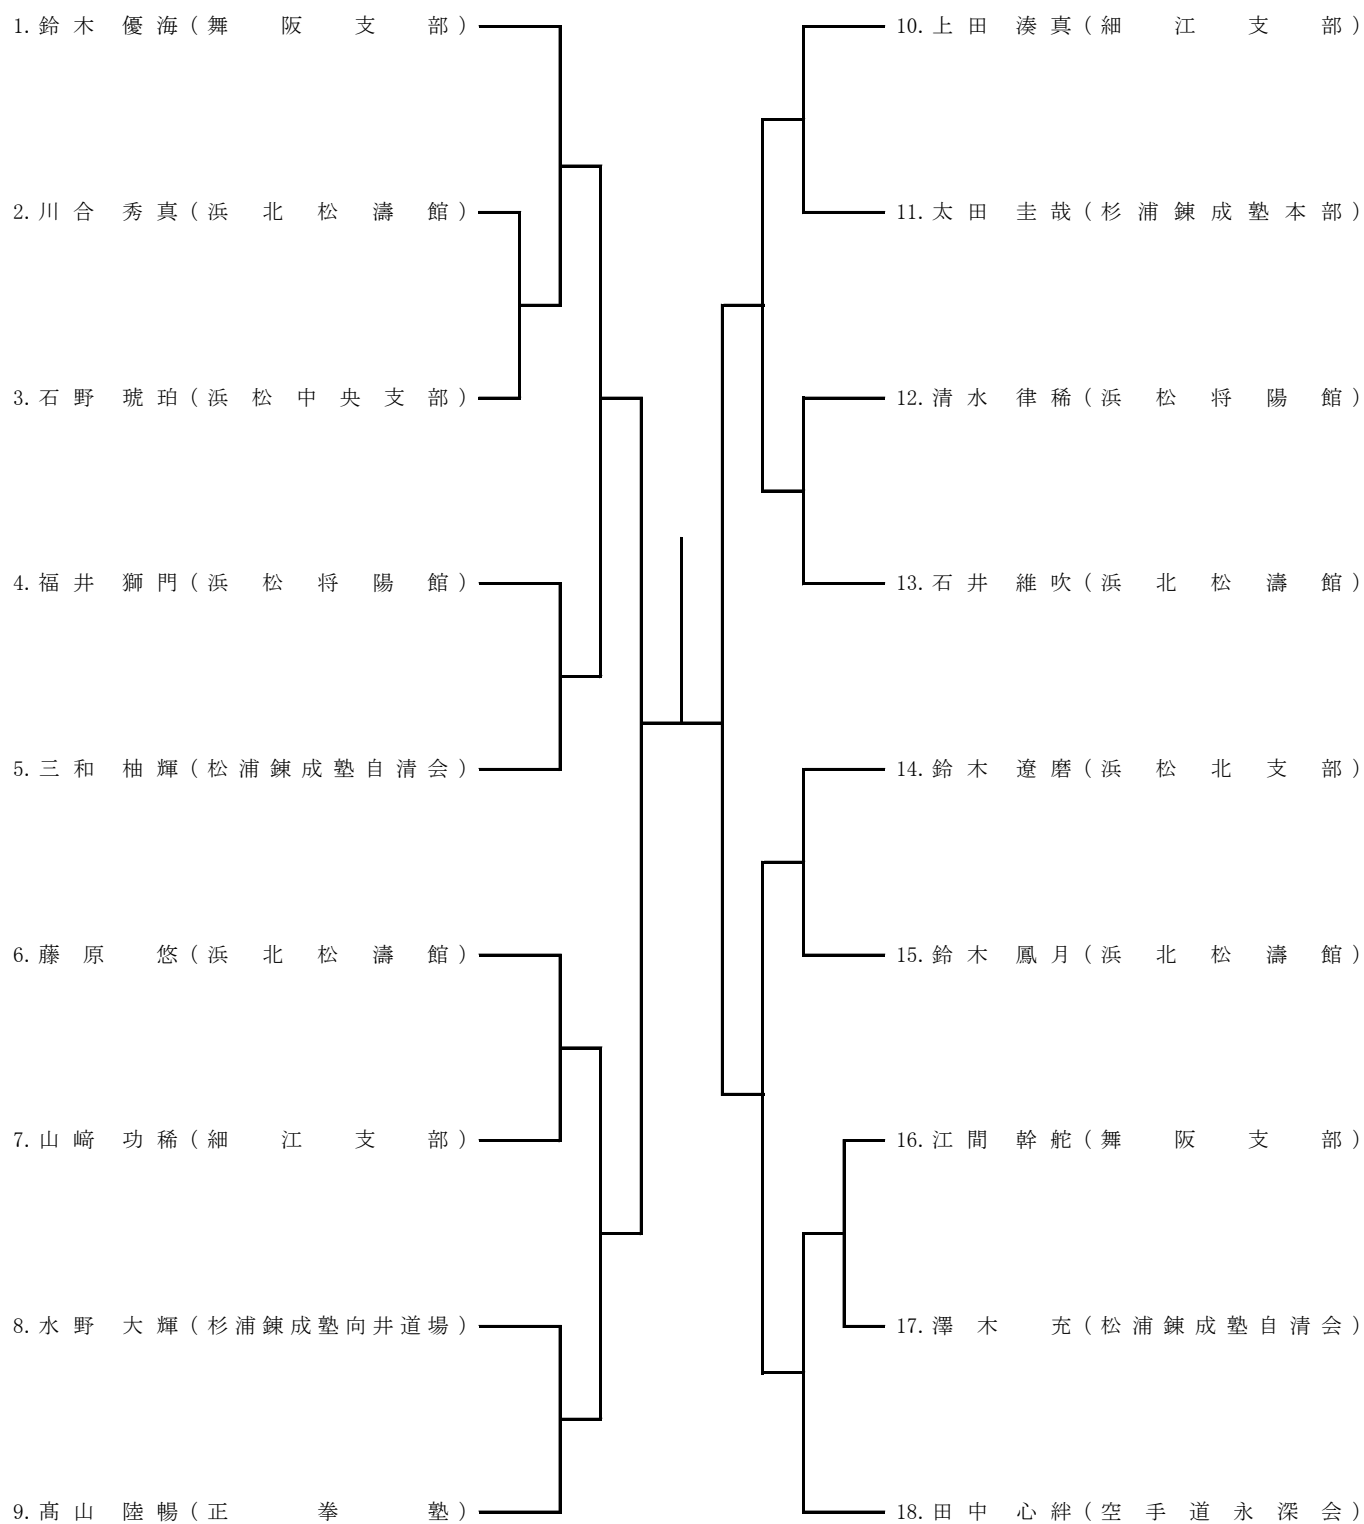 1. 鈴木 優海 (舞阪支部)
2. 川合 秀真 (浜北松濤館)
3. 石野 琥珀 (浜松中央支部)
4. 福井 獅門 (浜松将陽館)
5. 三和 柚輝 (松浦錬成塾自清会)
6. 藤原 悠 (浜北松濤館)
7. 山﨑 功稀 (細江支部)
8. 水野 大輝 (杉浦錬成塾向井道場)
9. 髙山 陸暢 (正拳塾)
10. 上田 湊真 (細江支部)
11. 太田 圭哉 (杉浦錬成塾本部)
12. 清水 律稀 (浜松将陽館)
13. 石井 維吹 (浜北松濤館)
14. 鈴木 遼磨 (浜松北支部)
15. 鈴木 鳳月 (浜北松濤館)
16. 江間 幹舵 (舞阪支部)
17. 澤木 充 (松浦錬成塾自清会)
18. 田中 心絆 (空手道永深会)